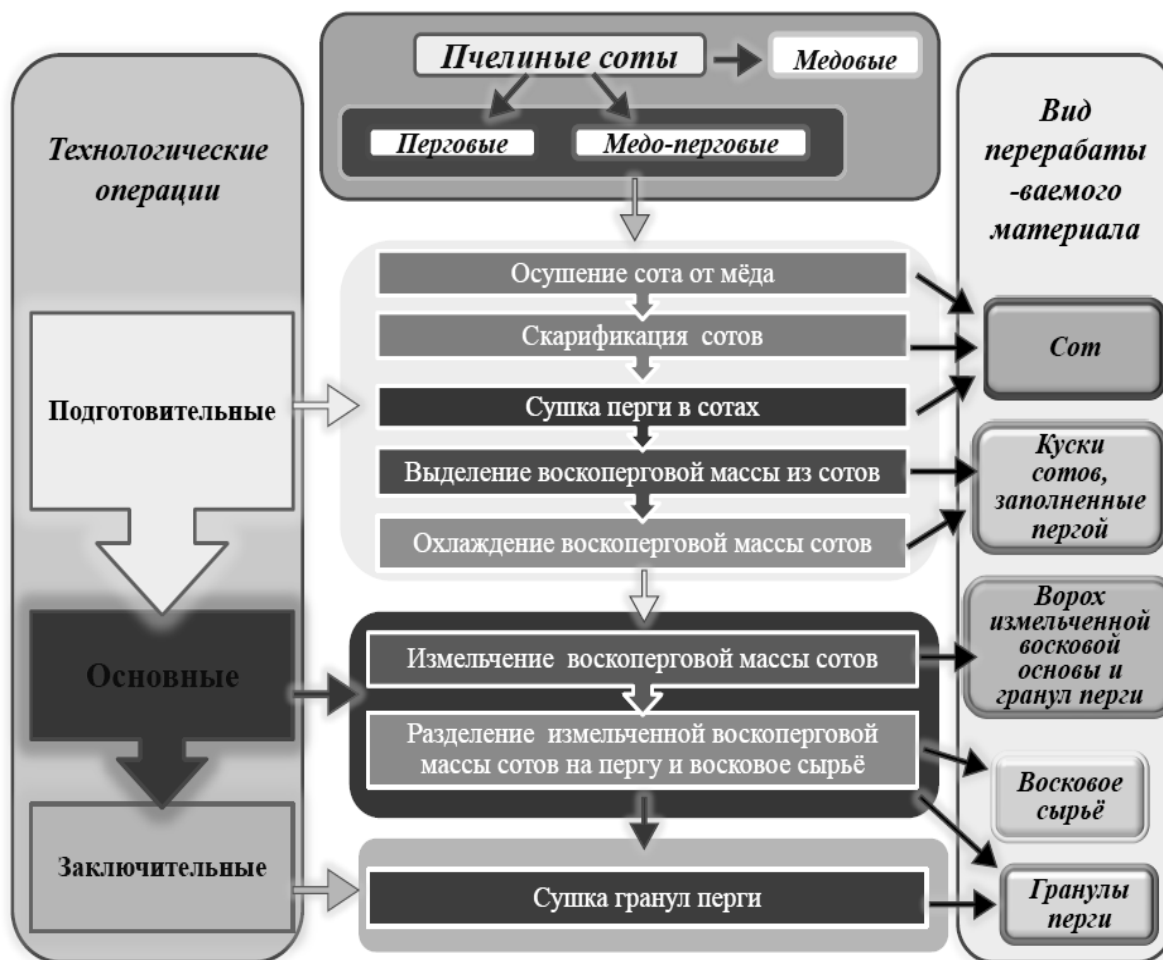 Пчелиные соты
Медовые
Перговые
Медо-перговые
Технологические
операции
Подготовительные
Основные
Заключительные
Осушение сота от мёда
Скарификация сотов
Сушка перги в сотах
Выделение воскоперговой массы из сотов
Охлаждение воскоперговой массы сотов
Измельчение воскоперговой массы сотов
Разделение измельченной воскоперговой
массы сотов на пергу и восковое сырьё
Сушка гранул перги
Вид
перерабаты
-ваемого
материала
Сот
Куски
сотов,
заполненные
пергой
Ворох
измельченной
восковой
основы и
гранул перги
Восковое
сырьё
Гранулы
перги